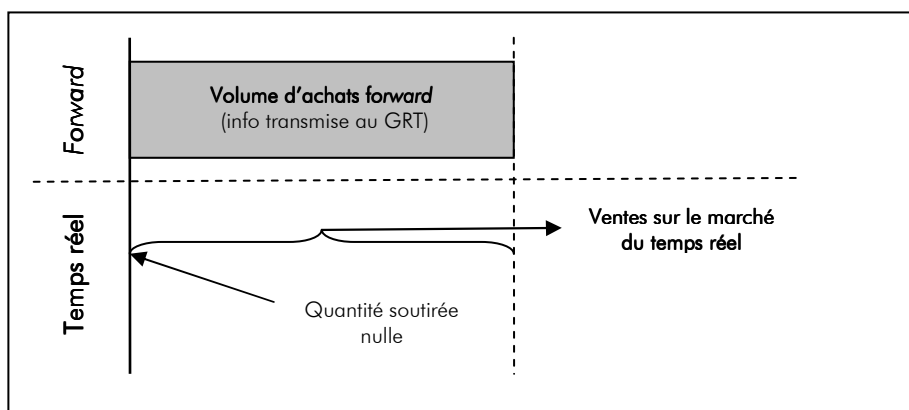 Forward
Volume d'achats forward
(info transmise au GRT)
Temps réel
Ventes sur le marché
du temps réel
Quantité soutirée
nulle